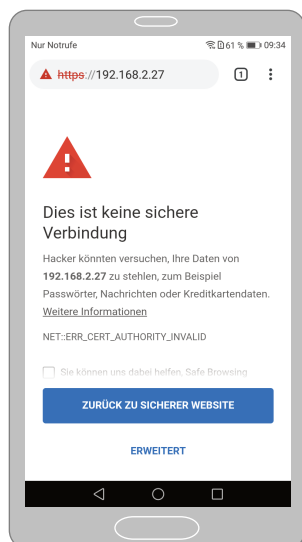 Nur Notrufe 61 % 09:34
https://192.168.2.27 1
Dies ist keine sichere
Verbindung
Hacker könnten versuchen, Ihre Daten von
192.168.2.27 zu stehlen, zum Beispiel
Passwörter, Nachrichten oder Kreditkartendaten.
Weitere Informationen
NET::ERR_CERT_AUTHORITY_INVALID
Sie können uns dabei helfen, Safe Browsing
ZURÜCK ZU SICHERER WEBSITE
ERWEITERT